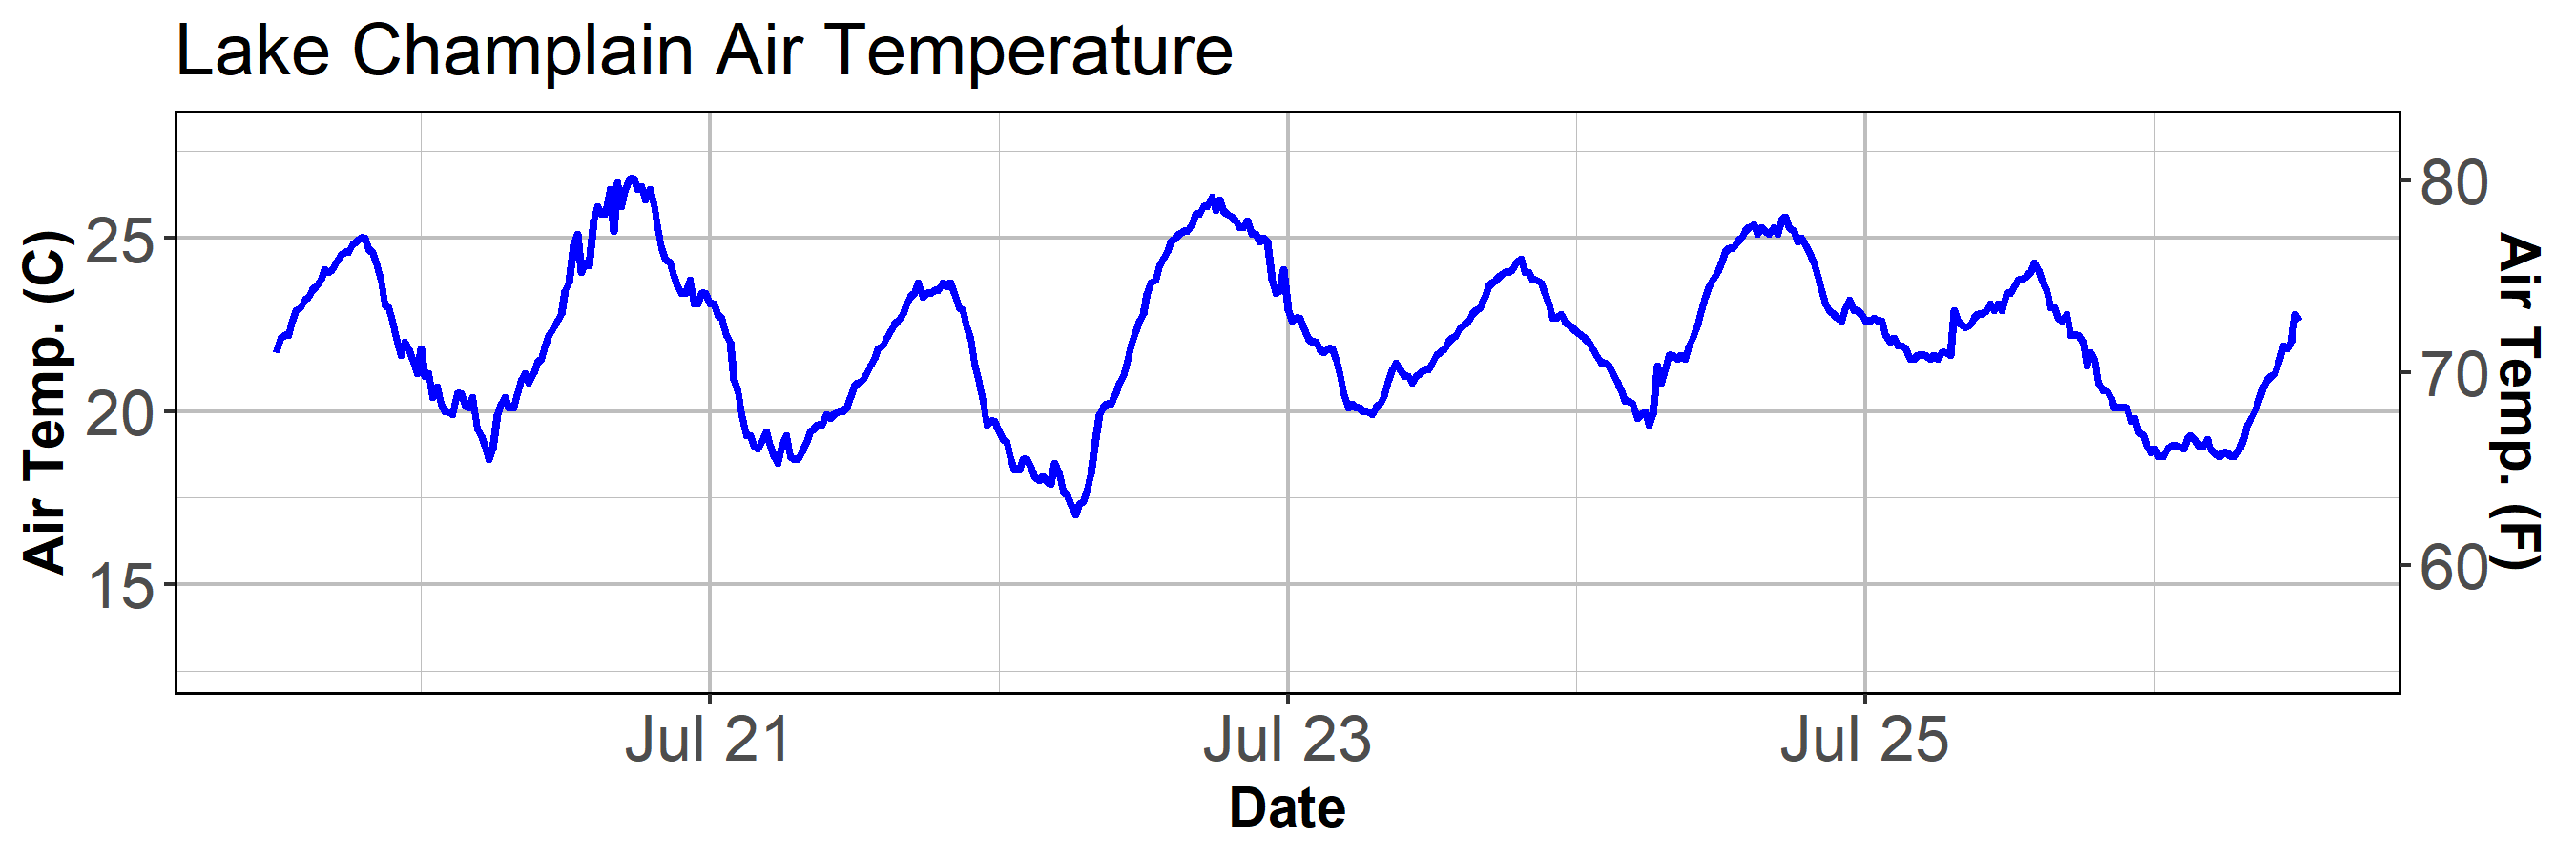 Lake Champlain Air Temperature
Air Temp. (C)
25
20
15
80
70
60
Air Temp. (F)
Jul 21
Jul 23
Jul 25
Date